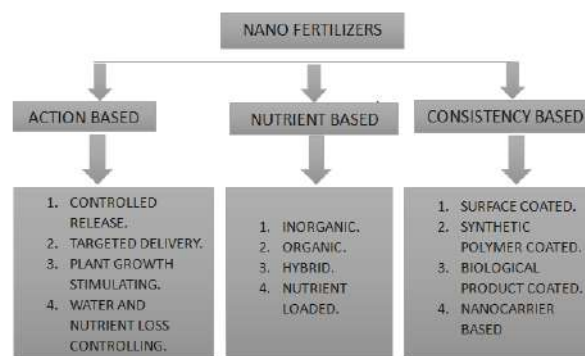 NANO FERTILIZERS
ACTION BASED
NUTRIENT BASED
CONSISTENCY BASED
1. CONTROLLED
RELEASE.
2. TARGETED DELIVERY.
3. PLANT GROWTH
STIMULATING.
4. WATER AND
NUTRIENT LOSS
CONTROLLING.
1. INORGANIC.
2. ORGANIC.
3. HYBRID.
4. NUTRIENT
LOADED.
1. SURFACE COATED.
2. SYNTHETIC
POLYMER COATED.
3. BIOLOGICAL
PRODUCT COATED.
4. NANOCARRIER
BASED